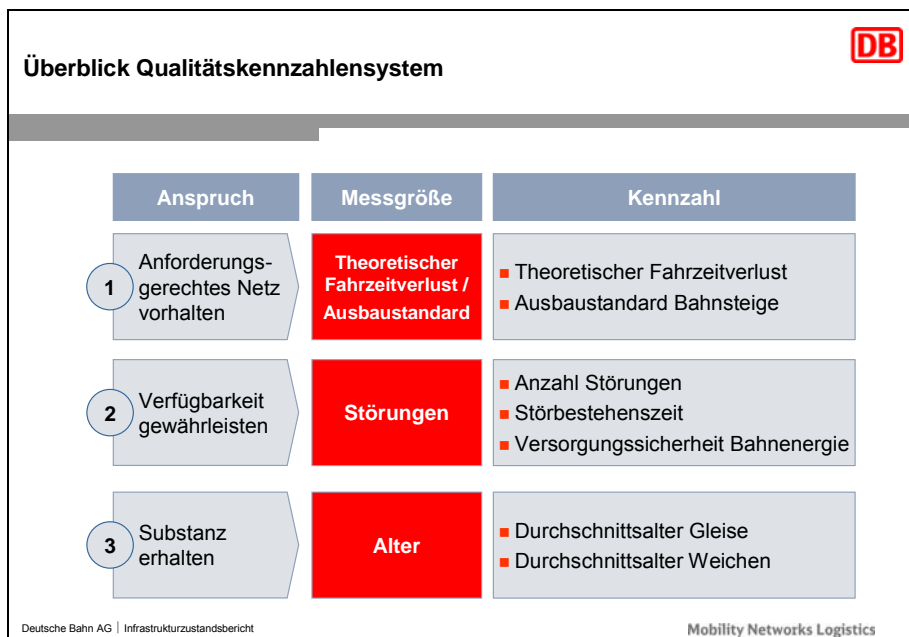 DB
Überblick Qualitätskennzahlensystem
Anspruch
Messgröße
Kennzahl
1
Anforderungs-
gerechtes Netz
vorhalten
Theoretischer
Fahrzeitverlust /
Ausbaustandard
Theoretischer Fahrzeitverlust
Ausbaustandard Bahnsteige
2
Verfügbarkeit
gewährleisten
Störungen
Anzahl Störungen
Störbestehenszeit
Versorgungssicherheit Bahnenergie
3
Substanz
erhalten
Alter
Durchschnittsalter Gleise
Durchschnittsalter Weichen
Deutsche Bahn AG | Infrastrukturzustandsbericht
Mobility Networks Logistics